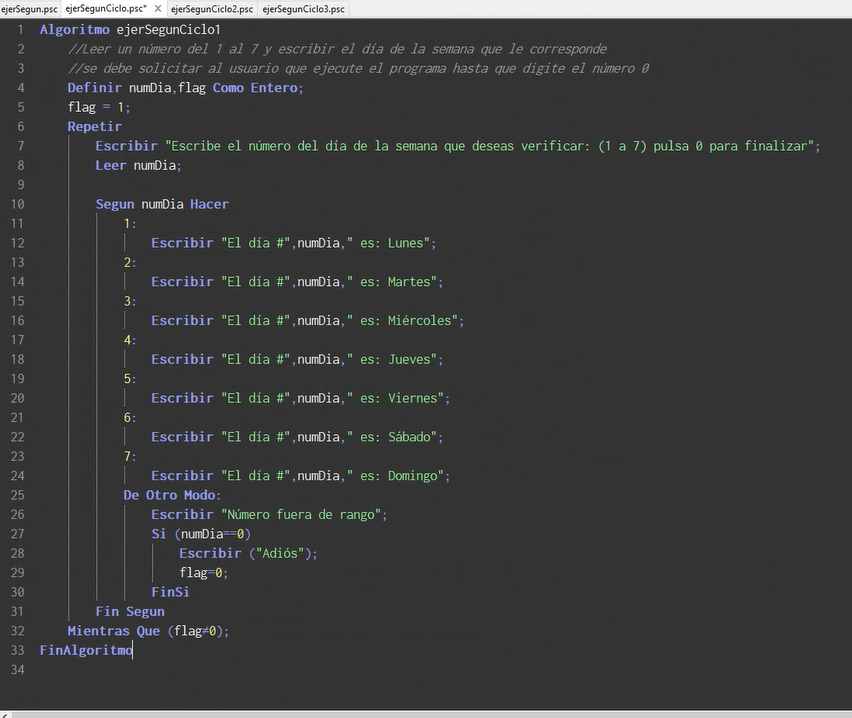 ejerSegun.psc ejerSegunCiclo.psc* × ejerSegunCiclo2.psc ejerSegunCiclo3.psc
1 Algoritmo ejerSegunCiclo1
2 //Leer un número del 1 al 7 y escribir el día de la semana que le corresponde
3 //se debe solicitar al usuario que ejecute el programa hasta que digite el número 0
4 Definir numDia,flag Como Entero;
5 flag = 1;
6 Repetir
7 Escribir "Escribe el número del día de la semana que deseas verificar: (1 a 7) pulsa 0 para finalizar";
8 Leer numDia;
9
10 Segun numDia Hacer
11 1:
12 Escribir "El día #",numDia," es: Lunes";
13 2:
14 Escribir "El día #",numDia," es: Martes";
15 3:
16 Escribir "El día #",numDia," es: Miércoles";
17 4:
18 Escribir "El día #",numDia," es: Jueves";
19 5:
20 Escribir "El día #",numDia," es: Viernes";
21 6:
22 Escribir "El día #",numDia," es: Sábado";
23 7:
24 Escribir "El día #",numDia," es: Domingo";
25 De Otro Modo:
26 Escribir "Número fuera de rango";
27 Si (numDia==0)
28 Escribir ("Adiós");
29 flag=0;
30 FinSi
31 Fin Segun
32 Mientras Que (flag≠0);
33 FinAlgoritmo
34